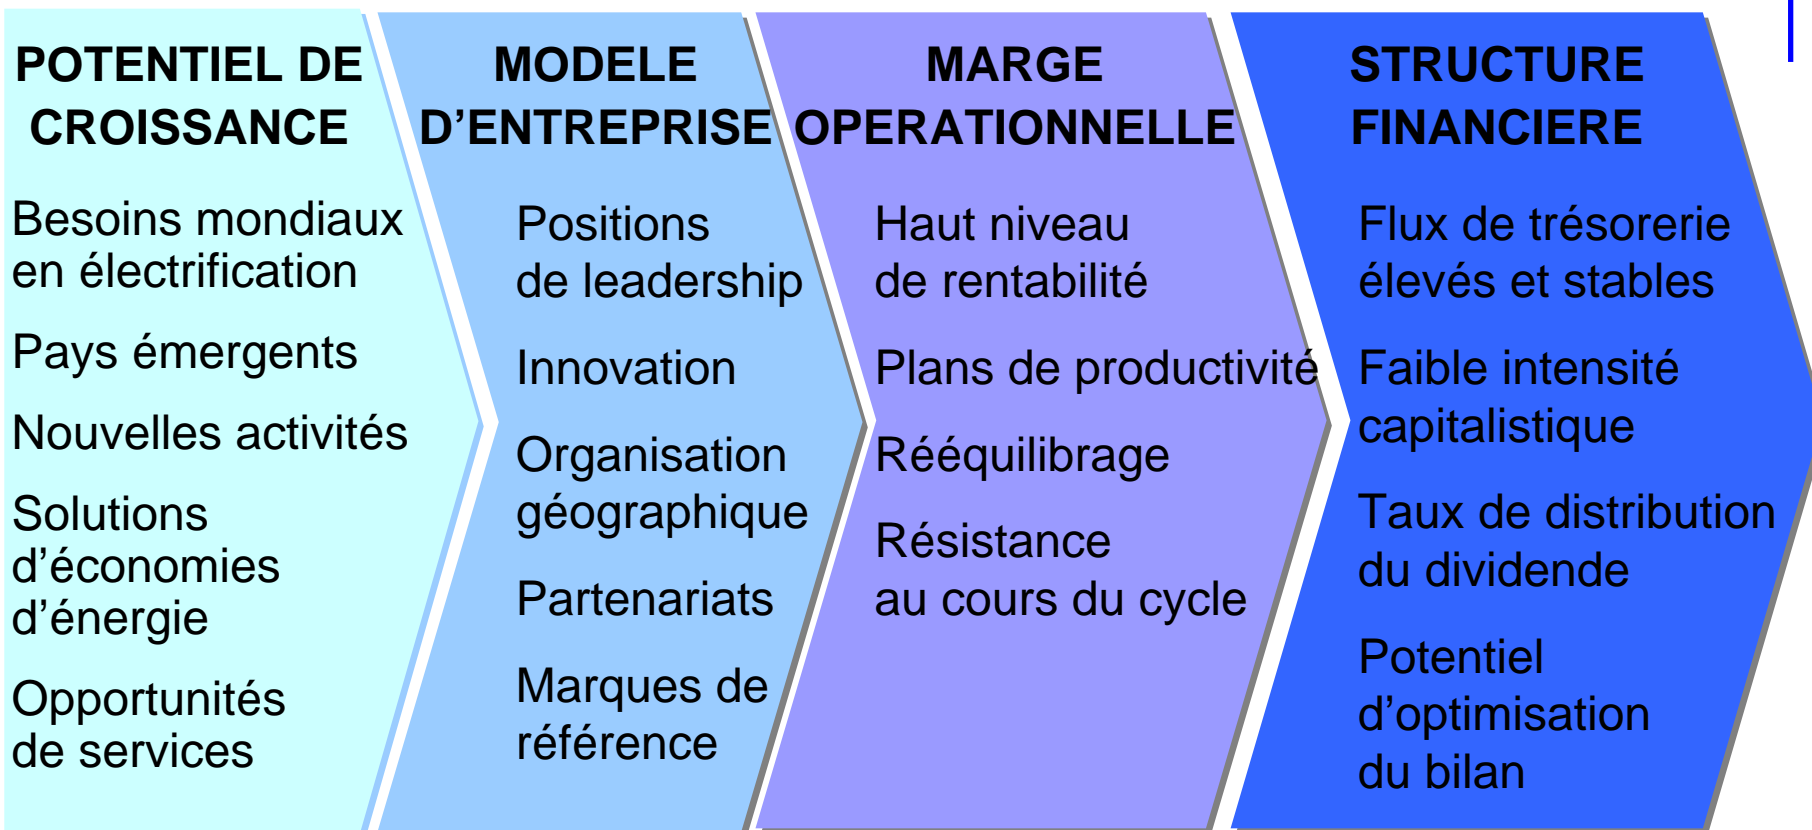 POTENTIEL DE
CROISSANCE
Besoins mondiaux
en électrification
Pays émergents
Nouvelles activités
Solutions
d’économies
d’énergie
Opportunités
de services
MODELE
D’ENTREPRISE
Positions
de leadership
Innovation
Organisation
géographique
Partenariats
Marques de
référence
MARGE
OPERATIONNELLE
Haut niveau
de rentabilité
Plans de productivité
Rééquilibrage
Résistance
au cours du cycle
STRUCTURE
FINANCIERE
Flux de trésorerie
élevés et stables
Faible intensité
capitalistique
Taux de distribution
du dividende
Potentiel
d’optimisation
du bilan